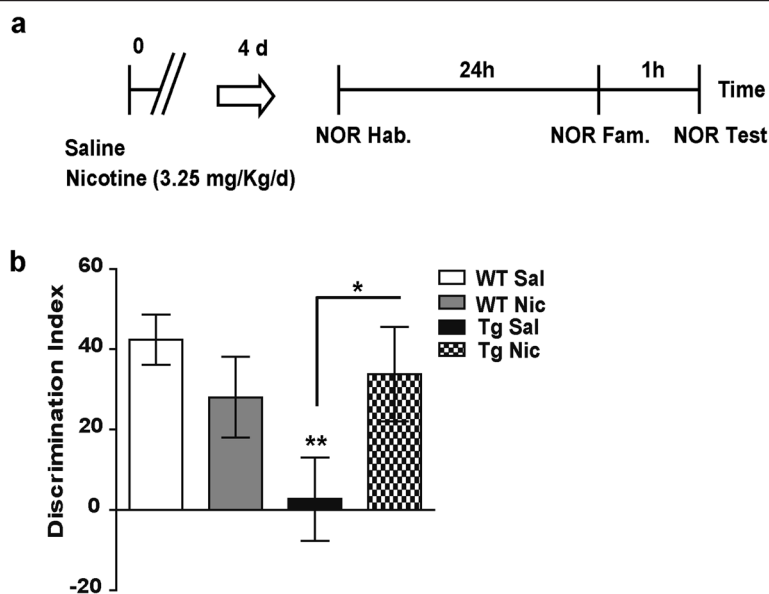 a
0
4 d
24h
1h
Time
NOR Hab.
NOR Fam.
NOR Test
Saline
Nicotine (3.25 mg/Kg/d)
b
Discrimination Index
60
40
20
0
-20
*
**
WT Sal
WT Nic
Tg Sal
Tg Nic